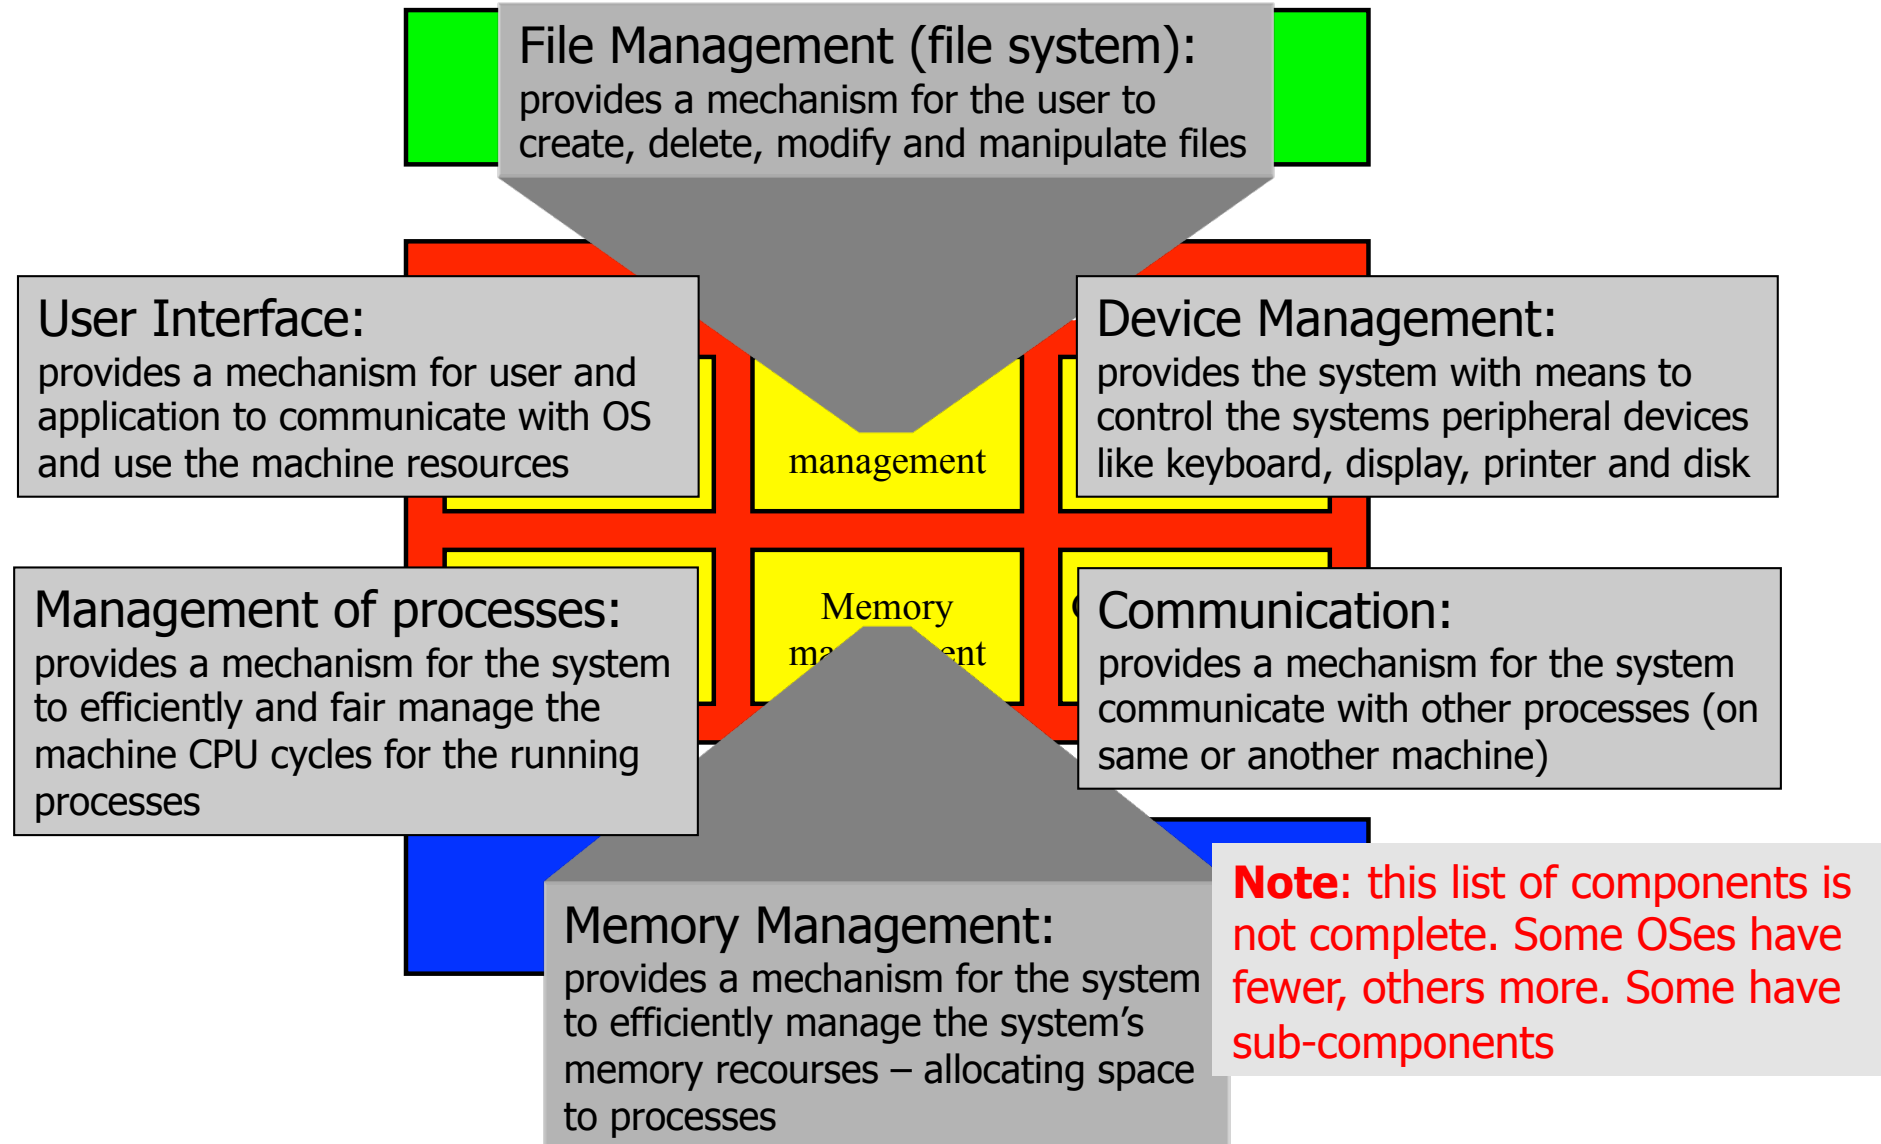 File Management (file system):
provides a mechanism for the user to
create, delete, modify and manipulate files
User Interface:
provides a mechanism for user and
application to communicate with OS
and use the machine resources
management
Device Management:
provides the system with means to
control the systems peripheral devices
like keyboard, display, printer and disk
Management of processes:
provides a mechanism for the system
to efficiently and fair manage the
machine CPU cycles for the running
processes
Memory
Communication:
provides a mechanism for the system
communicate with other processes (on
same or another machine)
Memory Management:
provides a mechanism for the system
to efficiently manage the system’s
memory recourses – allocating space
to processes
Note: this list of components is
not complete. Some OSes have
fewer, others more. Some have
sub-components